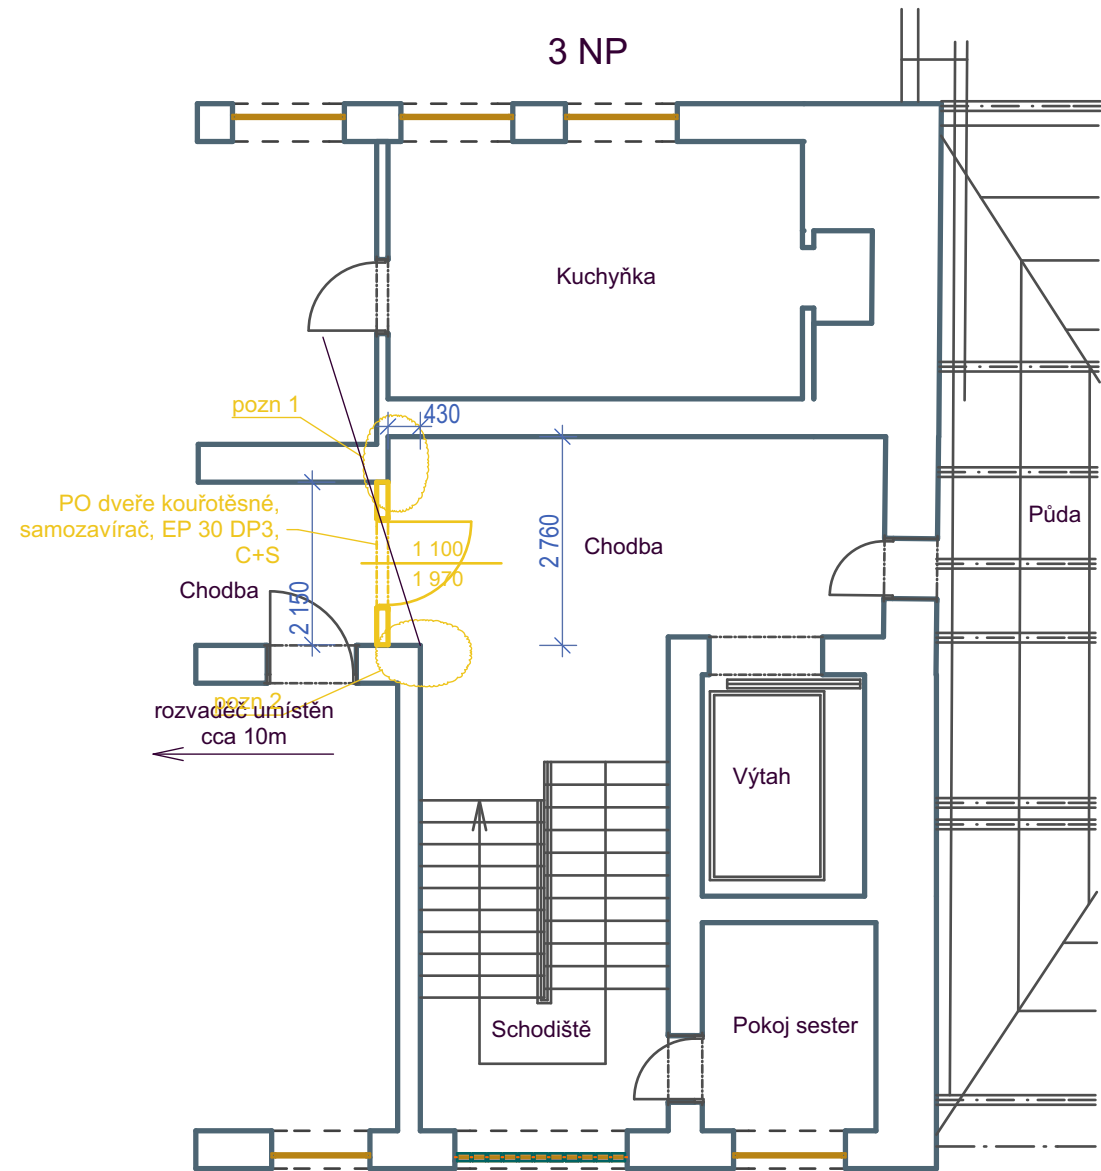 3 NP
Kuchyňka
pozn 1
430
PO dveře kouřotěsné,
samozavírač, EP 30 DP3,
C+S
1 100
1 970
2 760
Chodba
Půda
Chodba
2 150
pozn 2
rozvaděč umístěn
cca 10m
Výtah
Schodiště
Pokoj sester